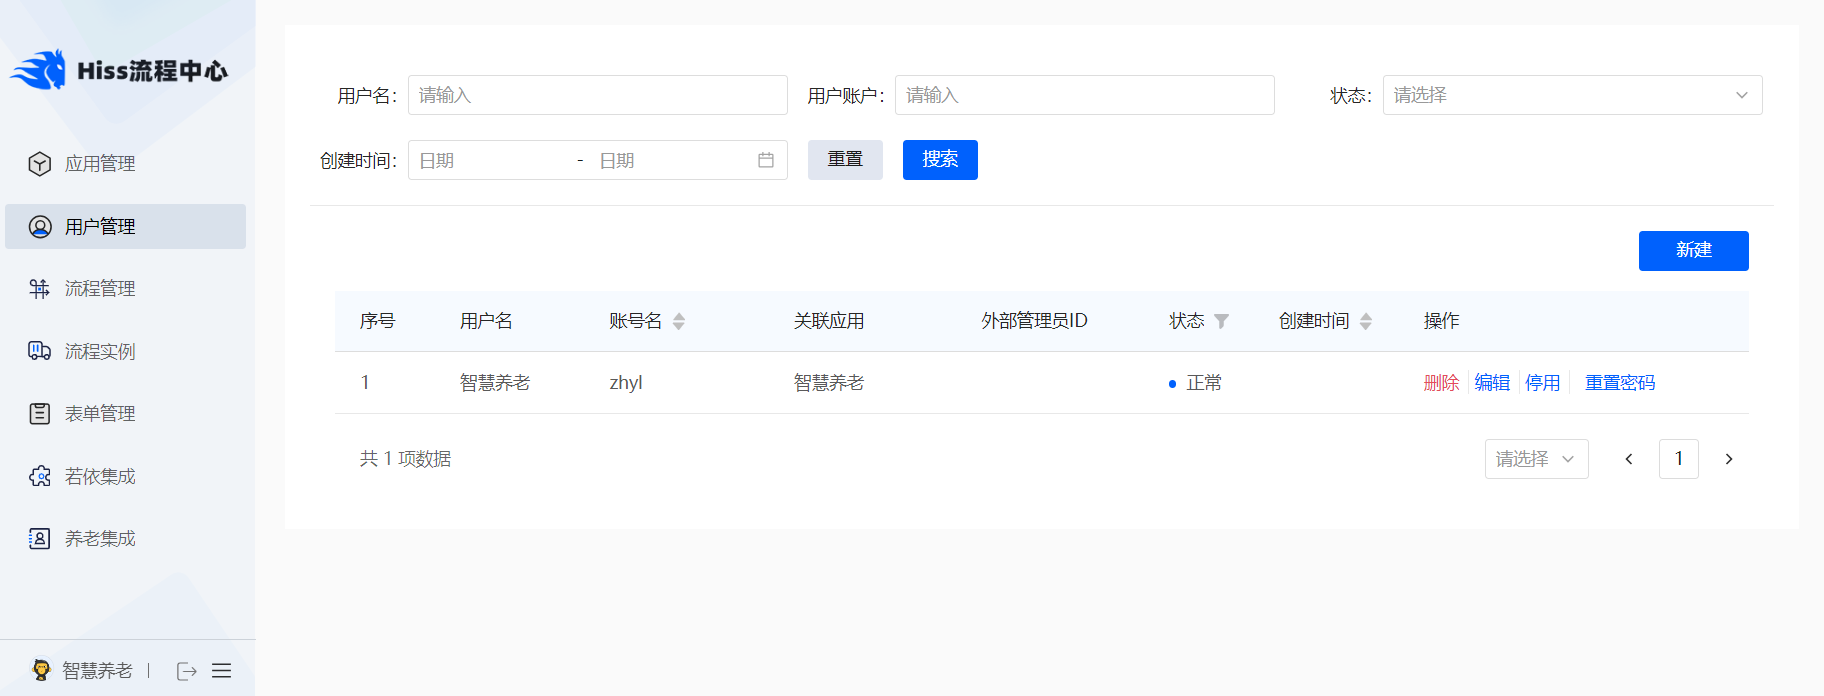 Hiss流程中心
应用管理
用户管理
流程管理
流程实例
表单管理
若依集成
养老集成
智慧养老
用户名： 请输入 用户账户： 请输入 状态： 请选择
创建时间： 日期 - 日期 重置 搜索
新建
序号 用户名 账号名 关联应用 外部管理员ID 状态 创建时间 操作
1 智慧养老 zhyl 智慧养老 正常 删除 编辑 停用 重置密码
共 1 项数据 请选择 1